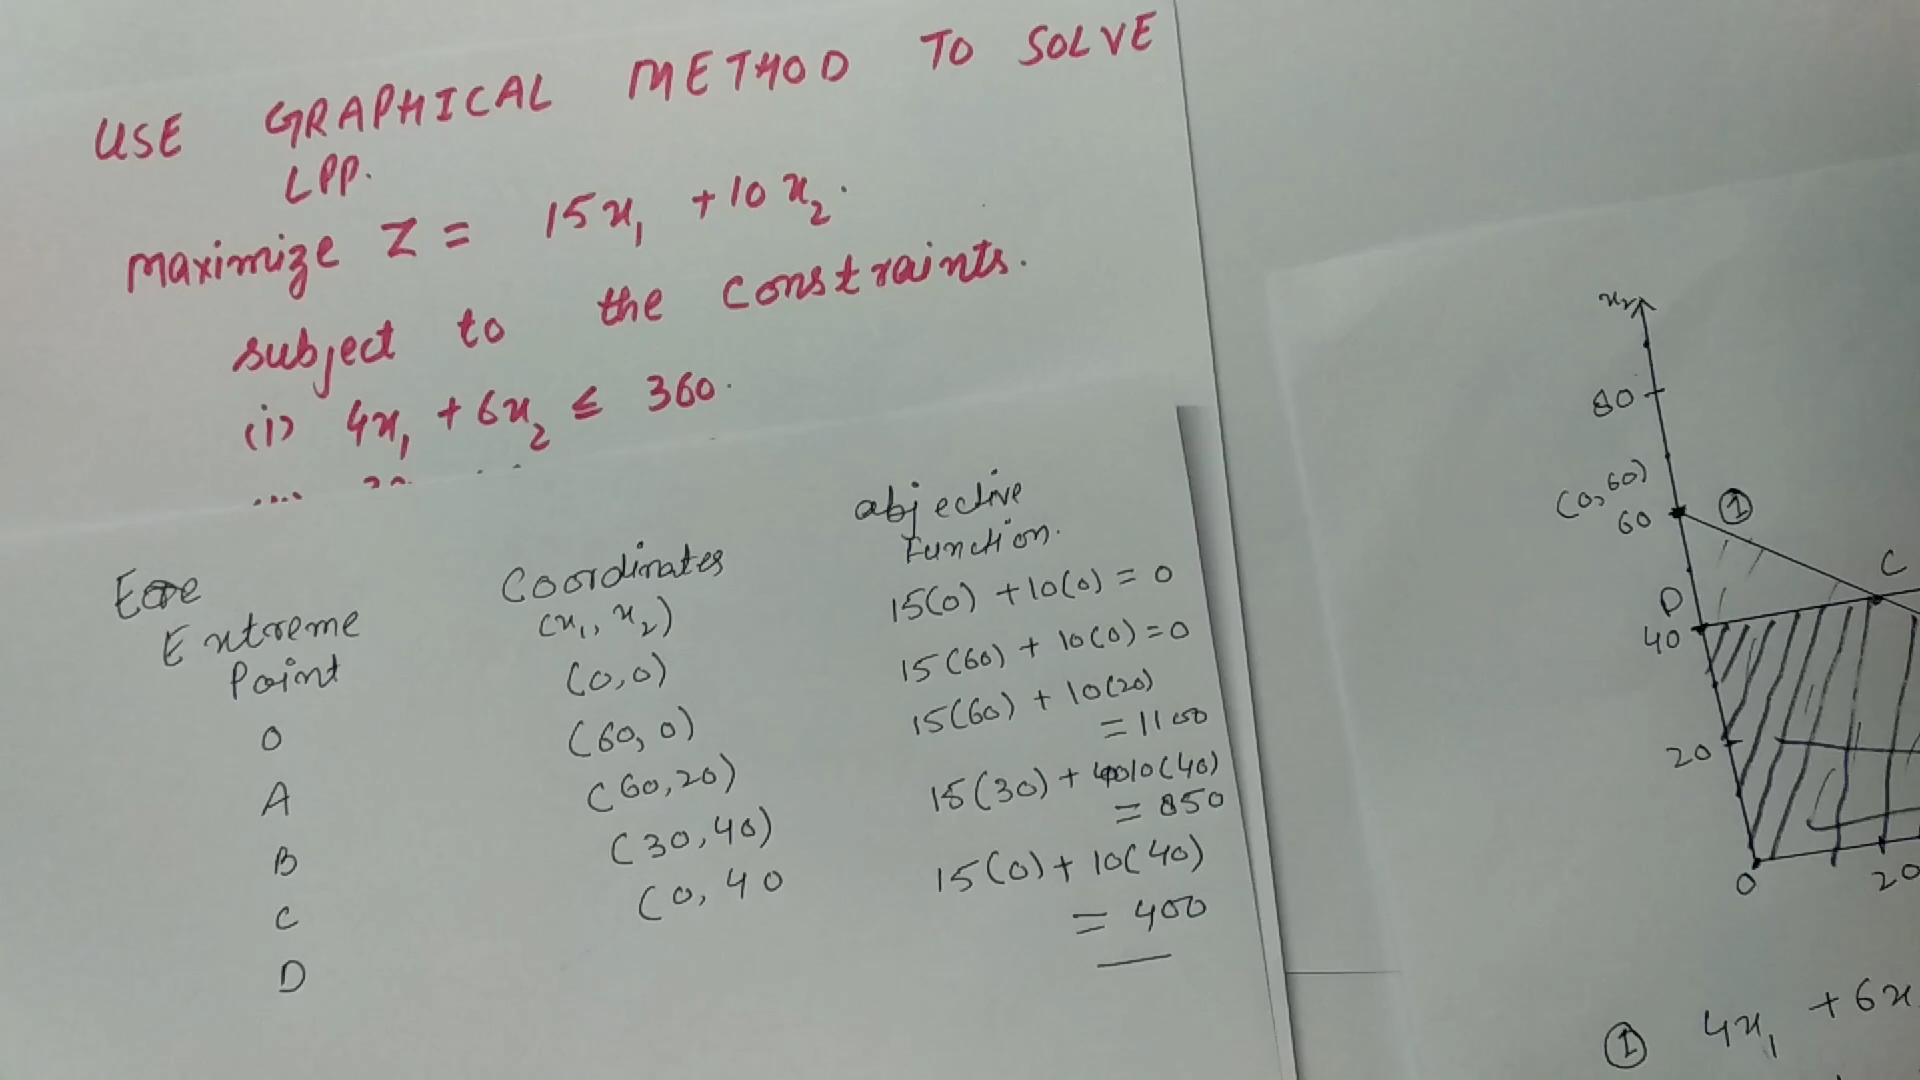 USE GRAPHICAL METHOD TO SOLVE
LPP.
Maximize Z = 15x₁ + 10x₂.
subject to the constraints.
(i) 4x₁ + 6x₂ ≤ 360.
Extreme Point
Coordinates (x₁, x₂)
abjective Function.
O
(0,0)
15(0) + 10(0) = 0
A
(60, 0)
15(60) + 10(0) = 0
B
(60, 20)
15(60) + 10(20)
= 1100
C
(30, 40)
15(30) + 10(40)
= 850
D
(0, 40
15(0) + 10(40)
= 400
x₂
80
(0, 60)
60
①
C
D
40
20
O
20
① 4x₁ + 6x